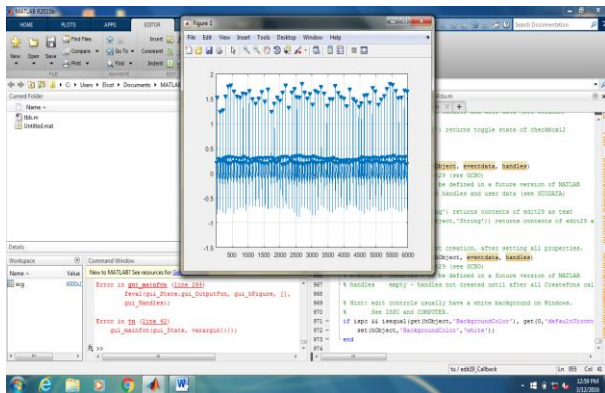 MATLAB R2015b
HOME PLOTS APPS EDITOR
Search Documentation
New Open Save
Find Files
Compare
Print
Insert
Comment
Indent
Go To
Find
FILE NAVIGATE EDIT
C: Users Documents MATLAB
Current Folder
Name
tbb.m
Untitled.mat
Details
Workspace
Name Value
ecg
Figure 1
File Edit View Insert Tools Desktop Window Help
2
1.5
1
0.5
0
-0.5
-1
-1.5
500 1000 1500 2000 2500 3000 3500 4000 4500 5000 5500 6000
') returns toggle state of checkbox2
hObject, eventdata, handles)
(see GCBO)
be defined in a future version of MATLAB
handles and user data (see GUIDATA)
returns contents of edit29 as text
'String')) returns contents of edit29 a
creation, after setting all properties.
hObject, eventdata, handles)
(see GCBO)
be defined in a future version of MATLAB
Command Window
New to MATLAB? See resources for
Error in gui_mainfcn (line 264)
feval(gui_State.gui_OutputFcn, gui_hFigure, [],
gui_Handles);
Error in tu (line 42)
gui_mainfcn(gui_State, varargin{:});
fx >>
967 % handles empty - handles not created until after all CreateFcns cal
968
969 % Hint: edit controls usually have a white background on Windows.
970 % See ISPC and COMPUTER.
971 if ispc && isequal(get(hObject,'BackgroundColor'), get(0,'defaultUicont
972 set(hObject,'BackgroundColor','white');
973 end
974
tu / edit29_Callback Ln 955 Col 41
12:59 PM
3/12/2016